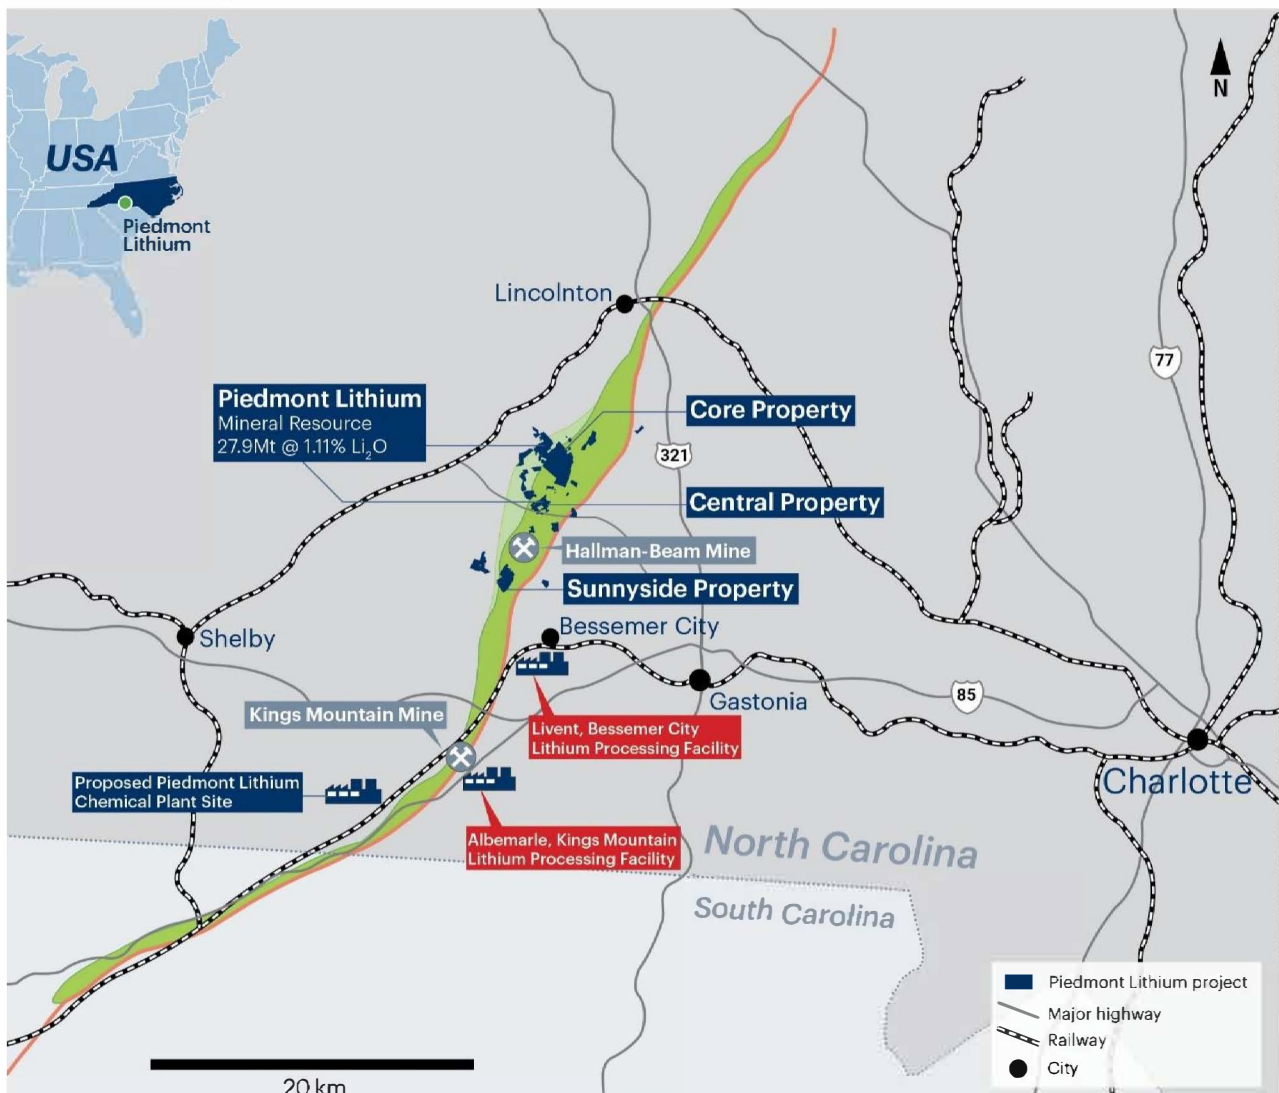 N
USA
Piedmont
Lithium
Lincolnton
77
Piedmont Lithium
Mineral Resource
27.9Mt @ 1.11% Li₂O
Core Property
321
Central Property
Hallman-Beam Mine
Sunnyside Property
Bessemer City
Shelby
Gastonia
85
Kings Mountain Mine
Livent, Bessemer City
Lithium Processing Facility
Proposed Piedmont Lithium
Chemical Plant Site
Charlotte
Albemarle, Kings Mountain
Lithium Processing Facility
North Carolina
South Carolina
Piedmont Lithium project
Major highway
Railway
City
20 km